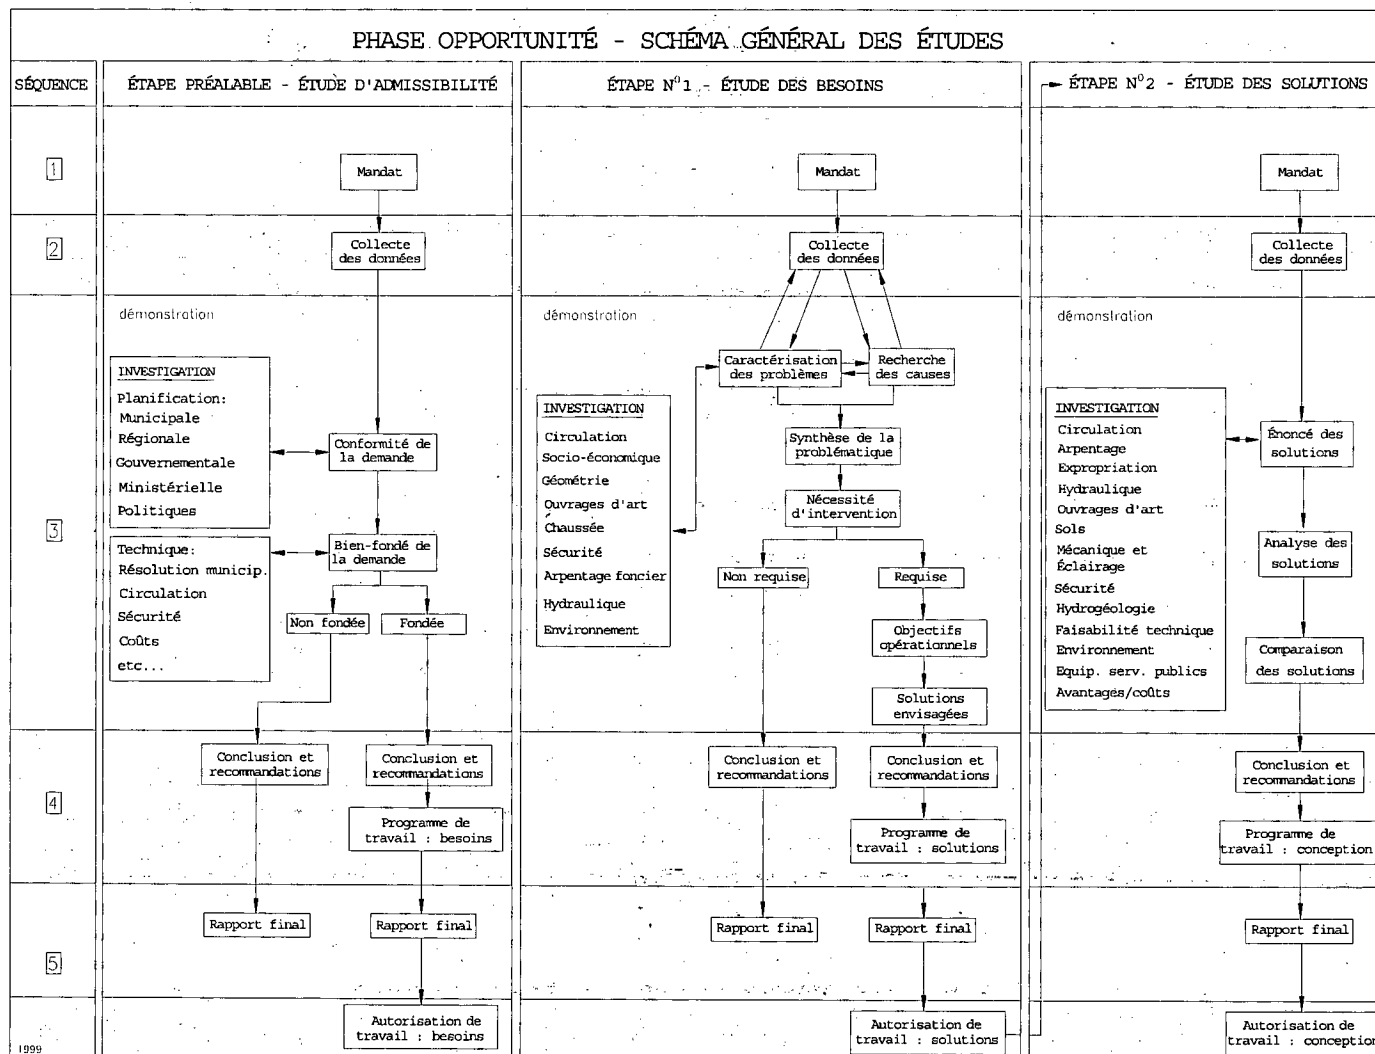 PHASE OPPORTUNITÉ - SCHÉMA GÉNÉRAL DES ÉTUDES
SÉQUENCE
ÉTAPE PRÉALABLE - ÉTUDE D'ADMISSIBILITÉ
ÉTAPE Nº1 - ÉTUDE DES BESOINS
ÉTAPE Nº2 - ÉTUDE DES SOLUTIONS
1
2
3
4
5
Mandat
Collecte
des données
démonstration
INVESTIGATION
Planification:
Municipale
Régionale
Gouvernementale
Ministérielle
Politiques
Technique:
Résolution municip.
Circulation
Sécurité
Coûts
etc...
Conformité de
la demande
Bien-fondé de
la demande
Non fondée
Fondée
Conclusion et
recommandations
Conclusion et
recommandations
Programme de
travail : besoins
Rapport final
Rapport final
Autorisation de
travail : besoins
Mandat
Collecte
des données
démonstration
Caractérisation
des problèmes
Recherche
des causes
INVESTIGATION
Circulation
Socio-économique
Géométrie
Ouvrages d'art
Chaussée
Sécurité
Arpentage foncier
Hydraulique
Environnement
Synthèse de la
problématique
Nécessité
d'intervention
Non requise
Requise
Objectifs
opérationnels
Solutions
envisagées
Conclusion et
recommandations
Conclusion et
recommandations
Programme de
travail : solutions
Rapport final
Rapport final
Autorisation de
travail : solutions
Mandat
Collecte
des données
démonstration
INVESTIGATION
Circulation
Arpentage
Expropriation
Hydraulique
Ouvrages d'art
Sols
Mécanique et
Éclairage
Sécurité
Hydrogéologie
Faisabilité technique
Environnement
Equip. serv. publics
Avantages/coûts
Énoncé des
solutions
Analyse des
solutions
Comparaison
des solutions
Conclusion et
recommandations
Programme de
travail : conception
Rapport final
Autorisation de
travail : conception
1999